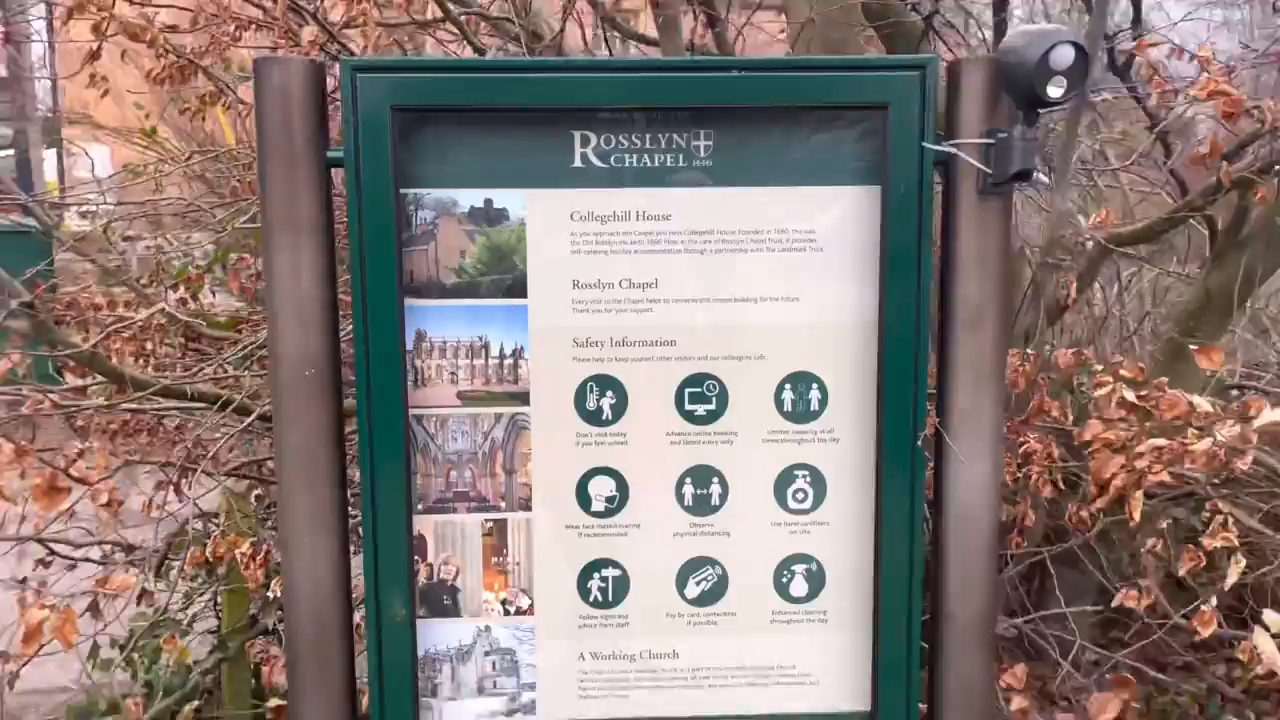 ROSSLYN
CHAPEL 1446
Collegehill House
As you approach the Chapel you pass Collegehill House. Founded in 1660, this was
the Old Rosslyn Inn until 1866. Now in the care of Rosslyn Chapel Trust, it provides
self-catering holiday accommodation through a partnership with The Landmark Trust.
Rosslyn Chapel
Every visit to the Chapel helps to conserve this unique building for the future.
Thank you for your support.
Safety Information
Please help to keep yourself, other visitors and our colleagues safe.
Don't visit today
if you feel unwell
Advance online booking
and timed entry only
Limited capacity at all
times throughout the day
Wear face mask/covering
if recommended
Observe
physical distancing
Use hand sanitisers
on site
Follow signs and
advice from staff
Pay by card, contactless
if possible
Enhanced cleaning
throughout the day
A Working Church